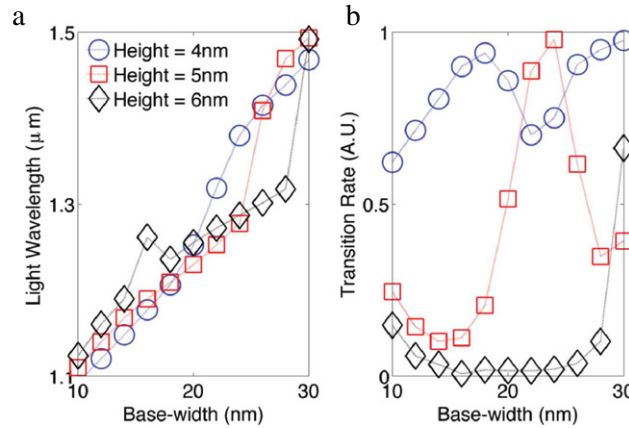 a
1.5
Height = 4nm
Height = 5nm
Height = 6nm
1.3
1.1
10
20
30
Light Wavelength (μm)
Base-width (nm)
b
1
0.5
0
10
20
30
Transition Rate (A.U.)
Base-width (nm)